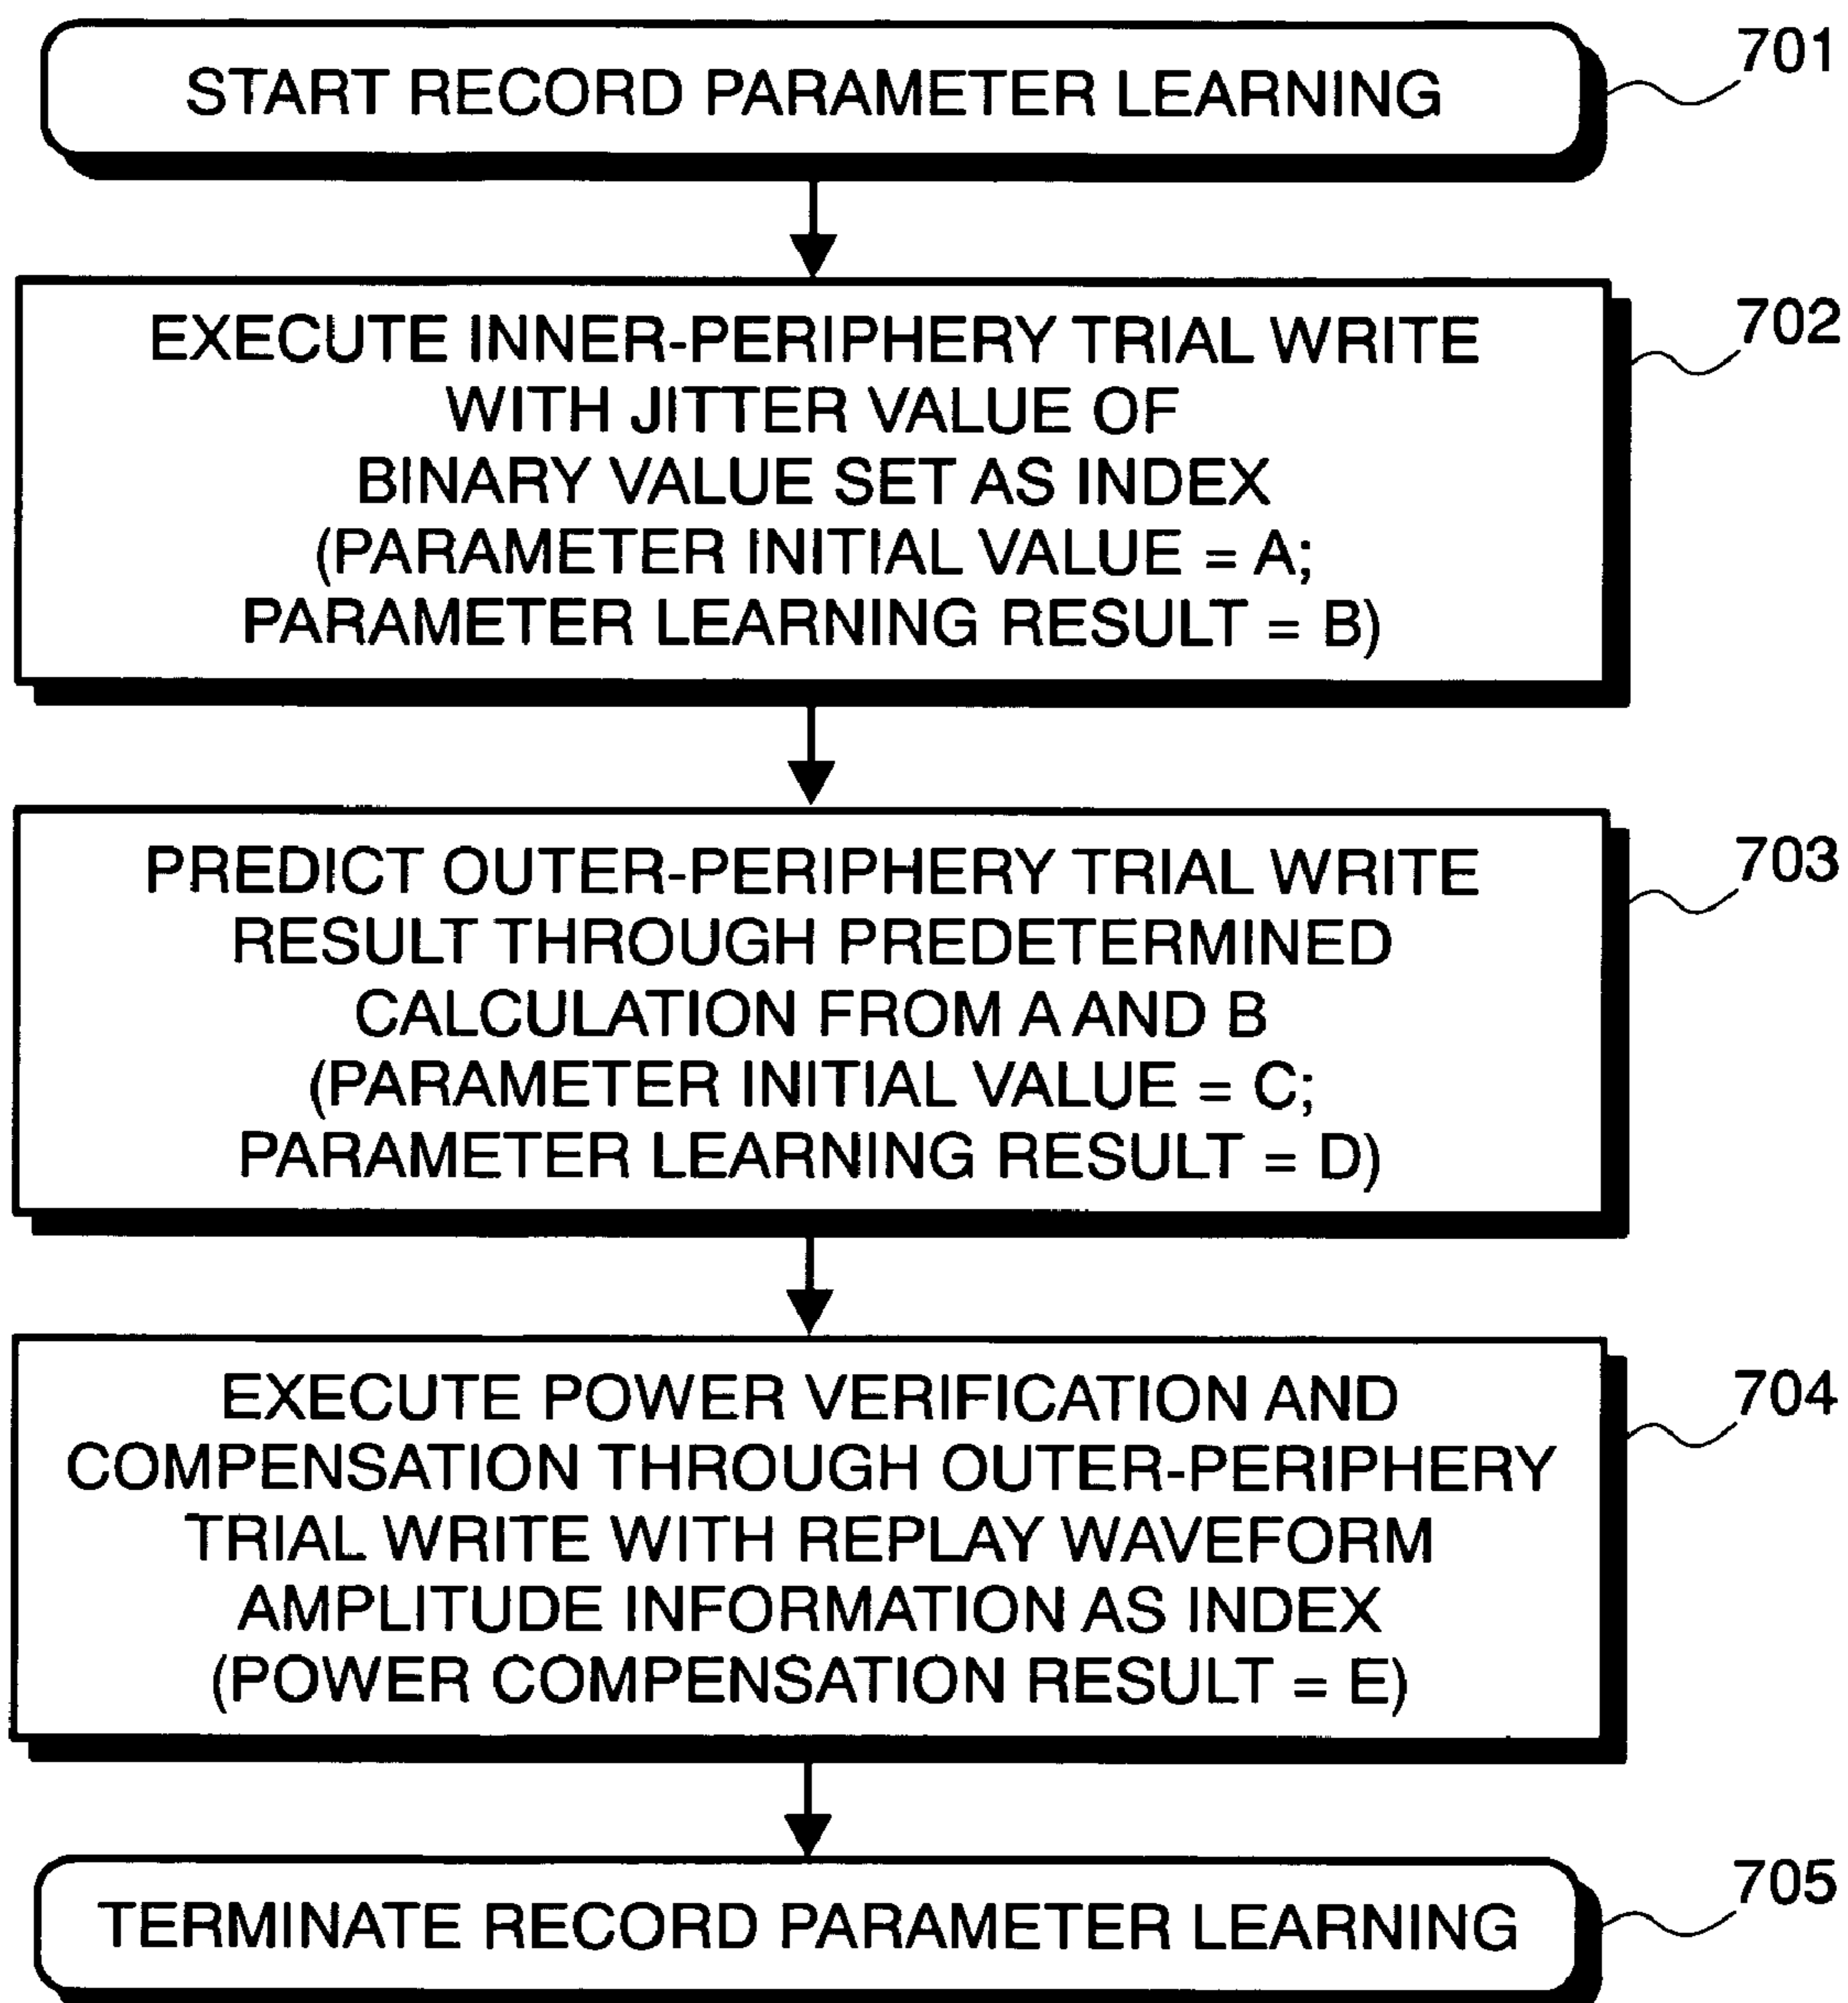 START RECORD PARAMETER LEARNING
701
EXECUTE INNER-PERIPHERY TRIAL WRITE
WITH JITTER VALUE OF
BINARY VALUE SET AS INDEX
(PARAMETER INITIAL VALUE = A;
PARAMETER LEARNING RESULT = B)
702
PREDICT OUTER-PERIPHERY TRIAL WRITE
RESULT THROUGH PREDETERMINED
CALCULATION FROM A AND B
(PARAMETER INITIAL VALUE = C;
PARAMETER LEARNING RESULT = D)
703
EXECUTE POWER VERIFICATION AND
COMPENSATION THROUGH OUTER-PERIPHERY
TRIAL WRITE WITH REPLAY WAVEFORM
AMPLITUDE INFORMATION AS INDEX
(POWER COMPENSATION RESULT = E)
704
TERMINATE RECORD PARAMETER LEARNING
705